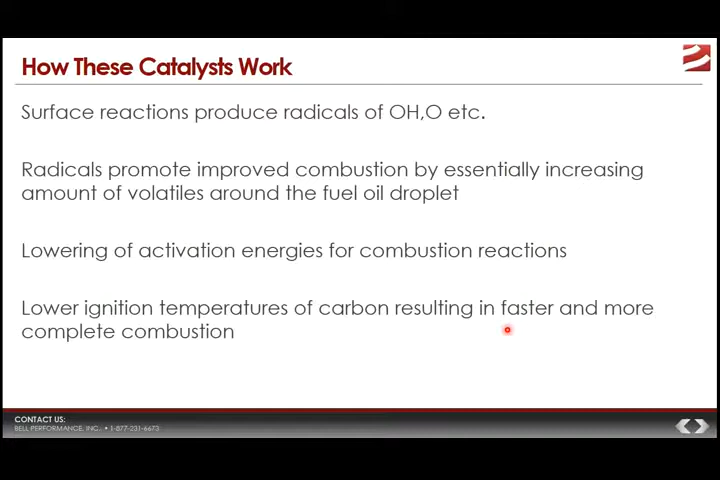 How These Catalysts Work
Surface reactions produce radicals of OH,O etc.
Radicals promote improved combustion by essentially increasing
amount of volatiles around the fuel oil droplet
Lowering of activation energies for combustion reactions
Lower ignition temperatures of carbon resulting in faster and more
complete combustion
CONTACT US:
BELL PERFORMANCE, INC., • 1-877-231-6673